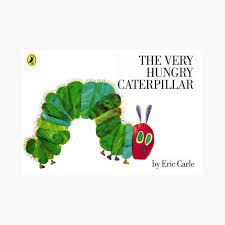 THE VERY
HUNGRY
CATERPILLAR
by Eric Carle